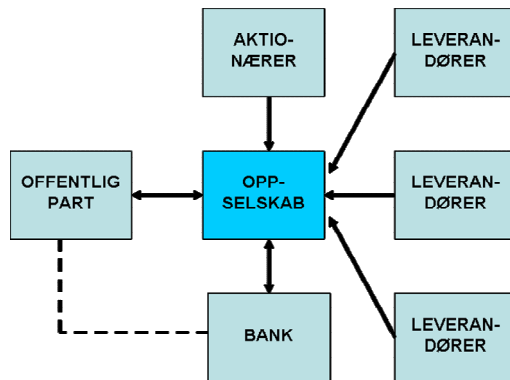 AKTIO-
NÆRER
LEVERAN-
DØRER
OFFENTLIG
PART
OPP-
SELSKAB
LEVERAN-
DØRER
BANK
LEVERAN-
DØRER